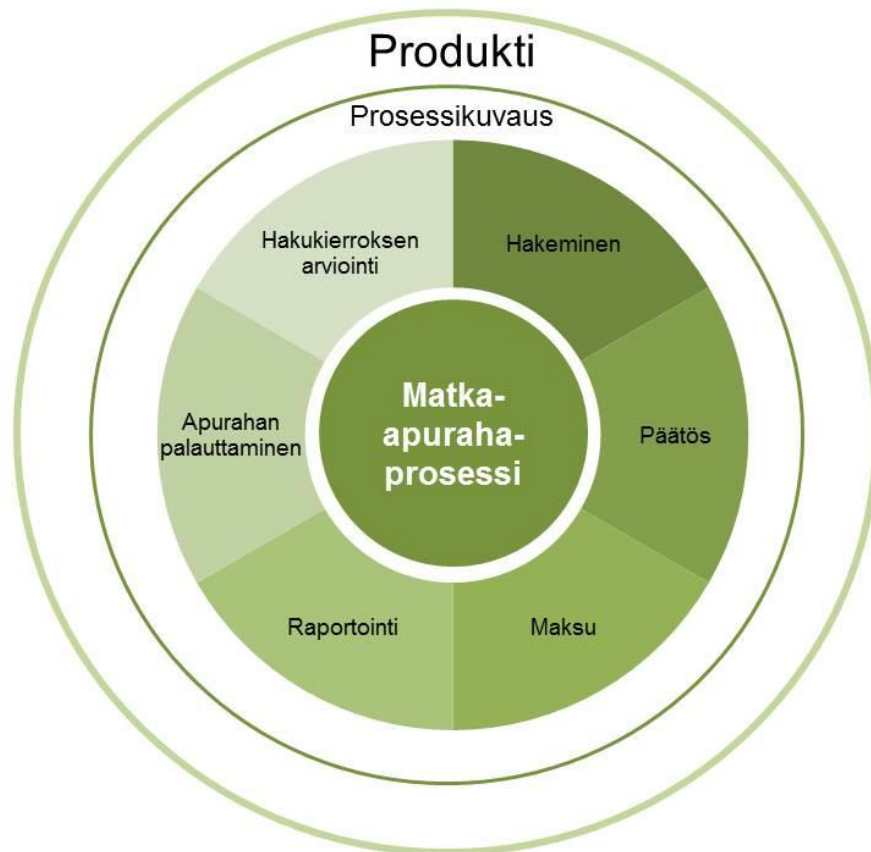 Produkti
Prosessikuvaus
Hakeminen
Päätös
Maksu
Raportointi
Apurahan
palauttaminen
Hakukierroksen
arviointi
Matka-
apuraha-
prosessi